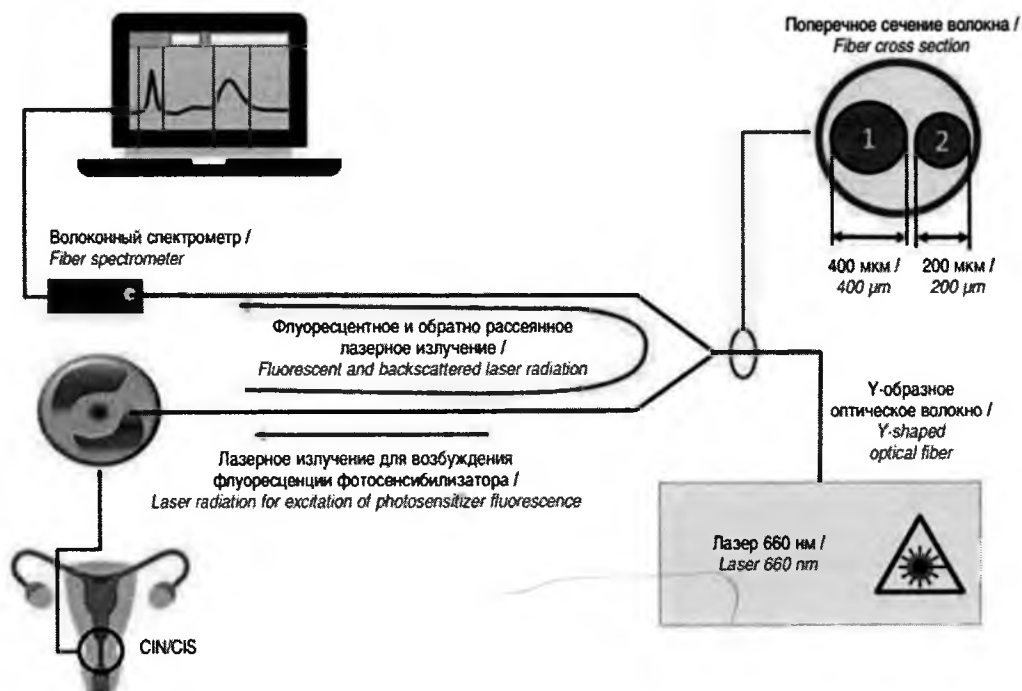 Поперечное сечение волокна /
Fiber cross section
1
2
400 мкм /
400 µm
200 мкм /
200 µm
Волоконный спектрометр /
Fiber spectrometer
Флуоресцентное и обратно рассеянное
лазерное излучение /
Fluorescent and backscattered laser radiation
Y-образное
оптическое волокно /
Y-shaped
optical fiber
Лазерное излучение для возбуждения
флуоресценции фотосенсибилизатора /
Laser radiation for excitation of photosensitizer fluorescence
Лазер 660 нм /
Laser 660 nm
CIN/CIS